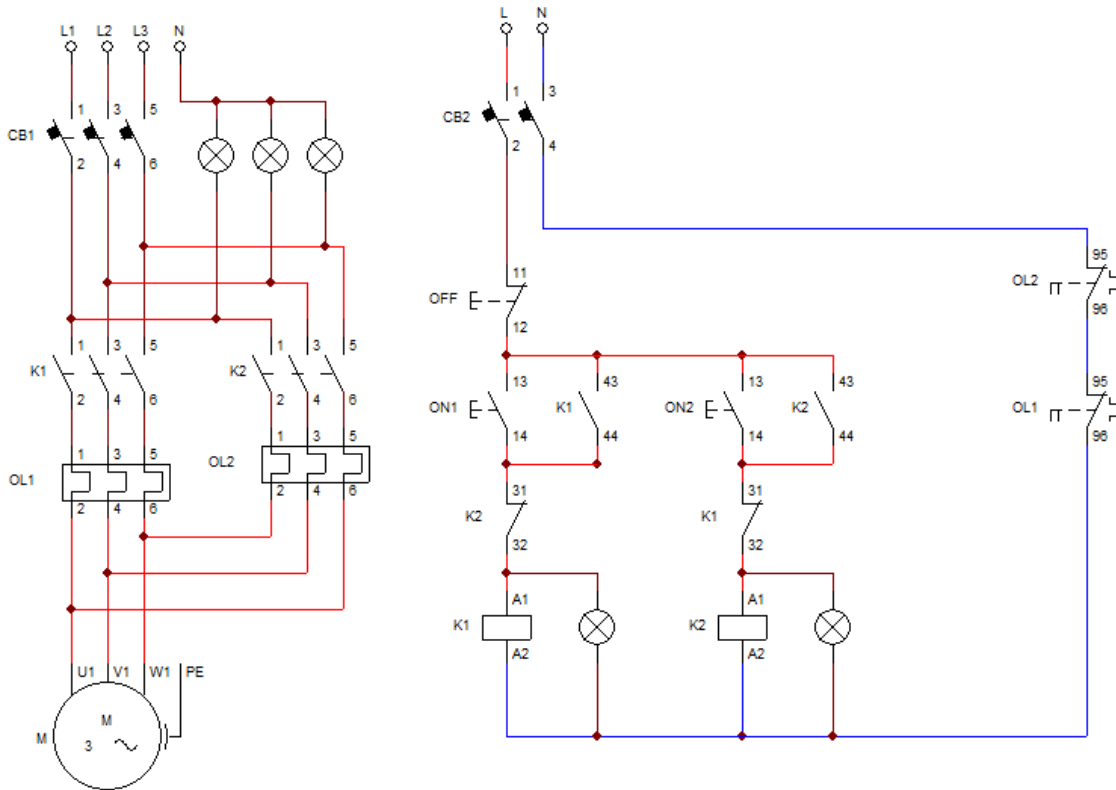 L1 L2 L3 N
CB1 1 3 5
2 4 6
K1 1 3 5
2 4 6
K2 1 3 5
2 4 6
OL1 1 3 5
2 4 6
OL2 1 3 5
2 4 6
U1 V1 W1 PE
M
M
3
L N
CB2 1 3
2 4
OFF 11
12
ON1 13
14
K1 43
44
ON2 13
14
K2 43
44
K2 31
32
K1 31
32
K1 A1
A2
K2 A1
A2
OL2 95
96
OL1 95
96